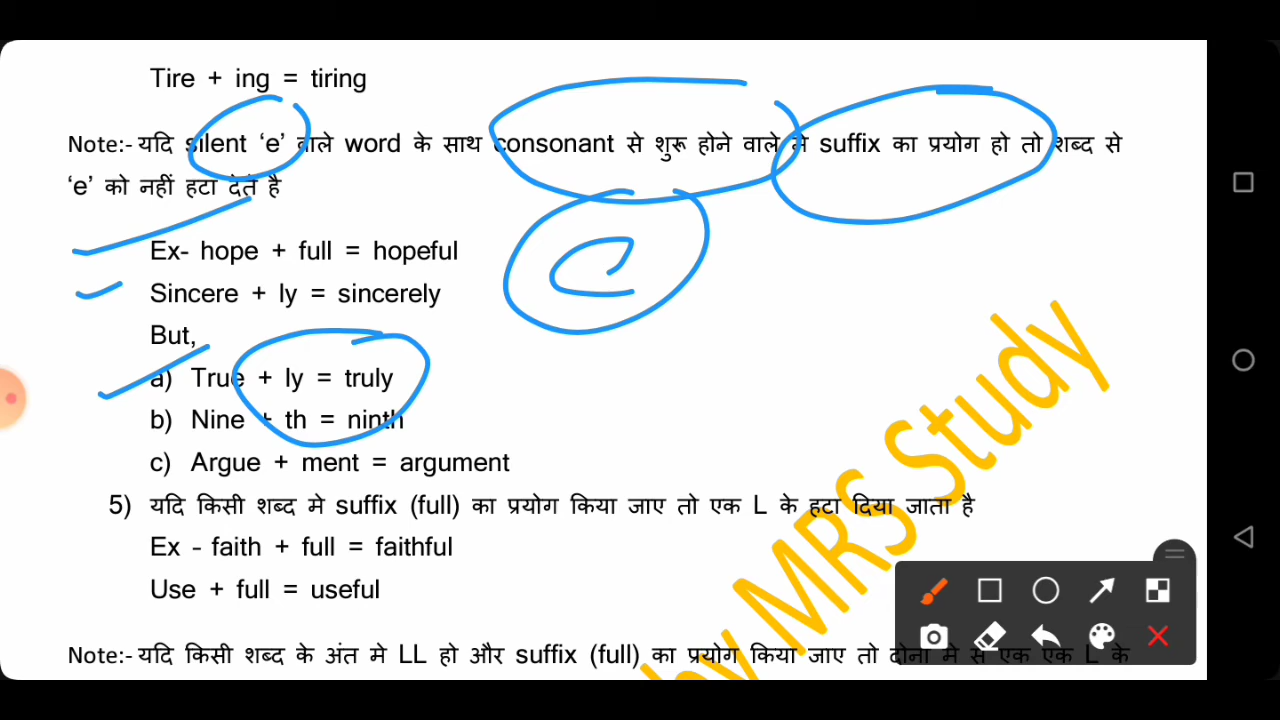 Tire + ing = tiring
Note:- यदि silent ‘e’ वाले word के साथ consonant से शुरू होने वाले मे suffix का प्रयोग हो तो शब्द से
‘e’ को नहीं हटा देते है
Ex- hope + full = hopeful
Sincere + ly = sincerely
But,
a) True + ly = truly
b) Nine + th = ninth
c) Argue + ment = argument
5) यदि किसी शब्द मे suffix (full) का प्रयोग किया जाए तो एक L के हटा दिया जाता है
Ex - faith + full = faithful
Use + full = useful
Note:- यदि किसी शब्द के अंत मे LL हो और suffix (full) का प्रयोग किया जाए तो दोनो मे से एक एक L के
by MRS Study